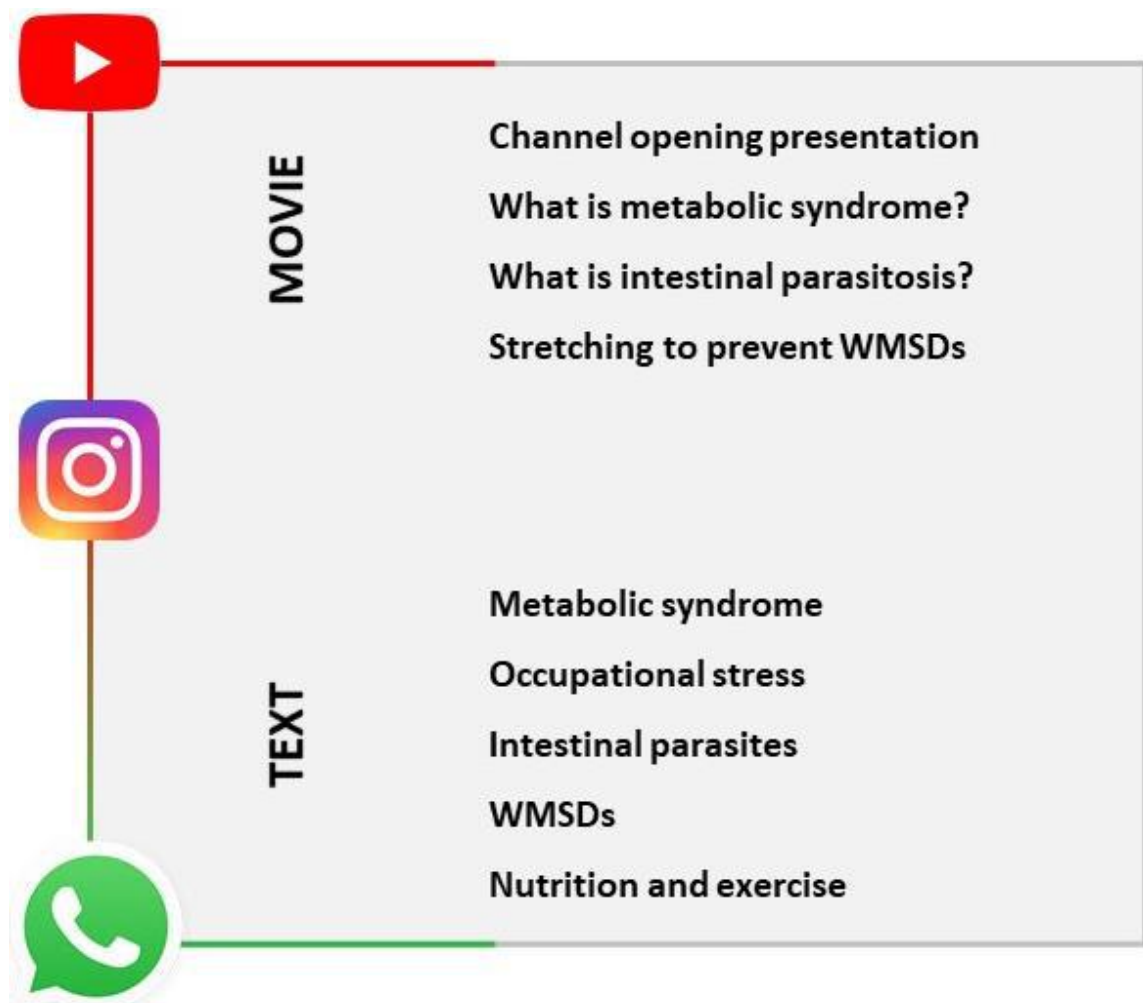 MOVIE
Channel opening presentation
What is metabolic syndrome?
What is intestinal parasitosis?
Stretching to prevent WMSDs
TEXT
Metabolic syndrome
Occupational stress
Intestinal parasites
WMSDs
Nutrition and exercise